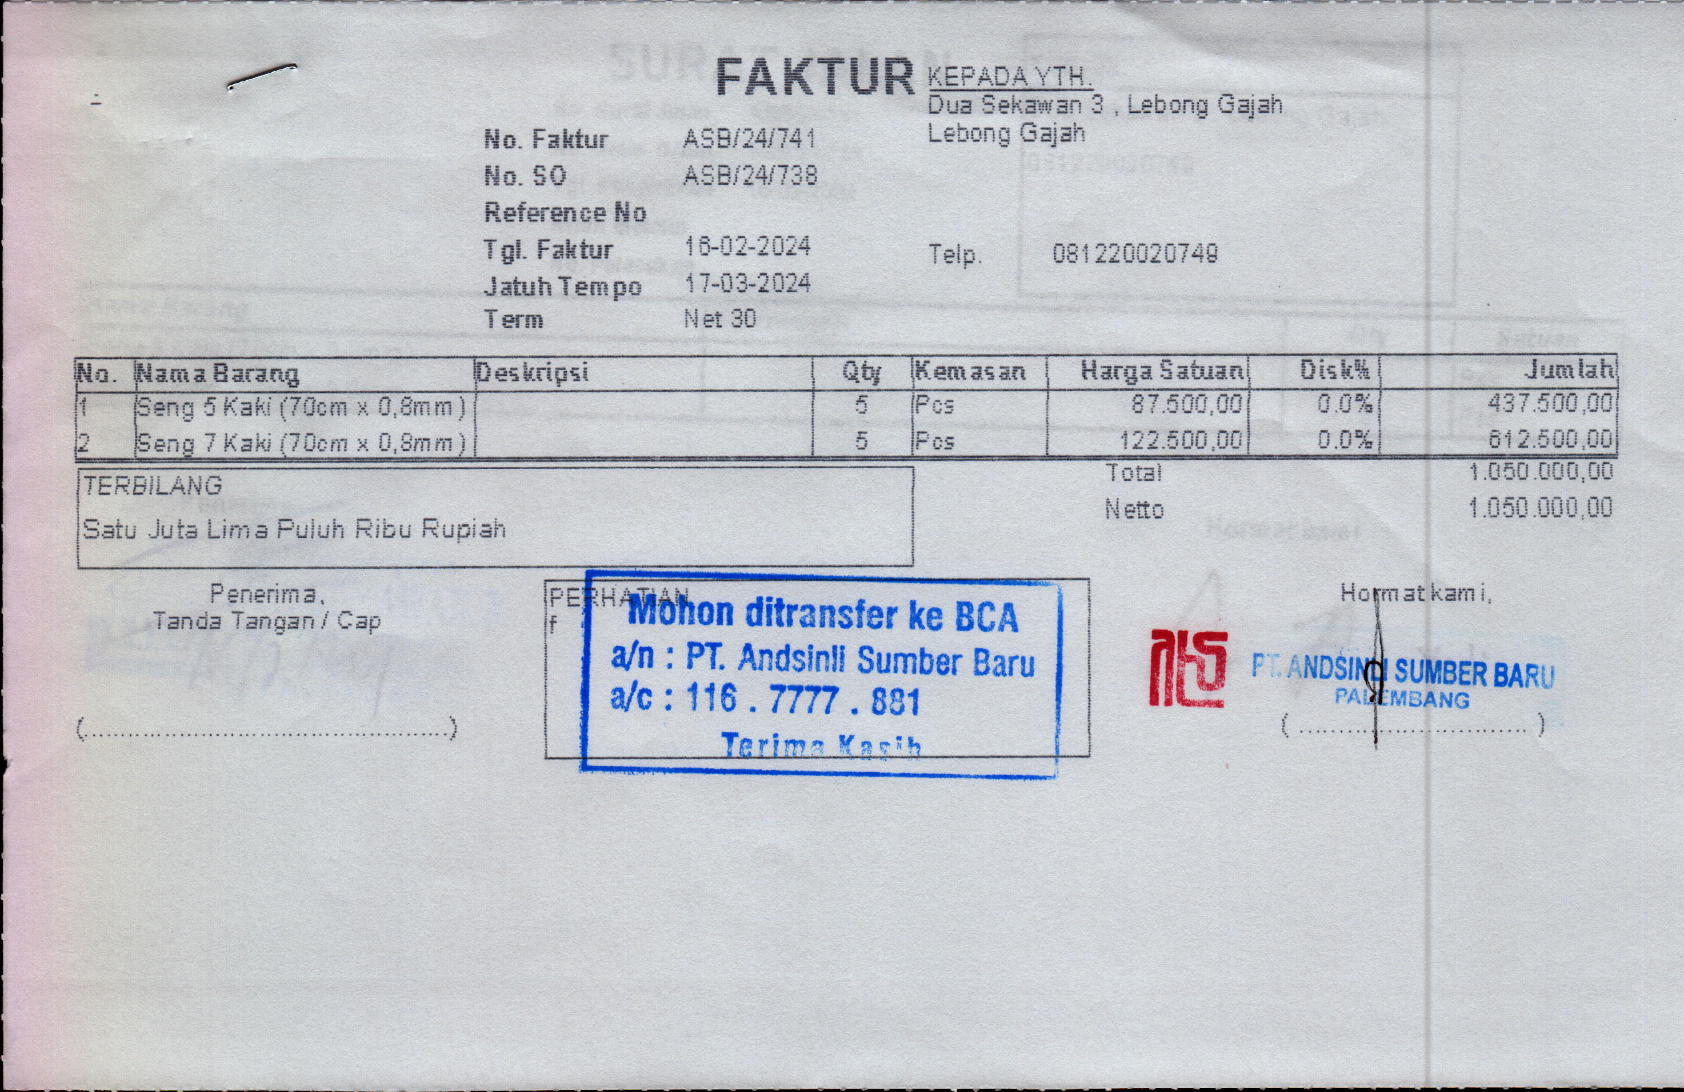 FAKTUR
KEPADA YTH.
Dua Sekawan 3 , Lebong Gajah
Lebong Gajah
No. Faktur ASB/24/741
No. SO ASB/24/738
Reference No
Tgl. Faktur 16-02-2024
Telp. 081220020749
Jatuh Tempo 17-03-2024
Term Net 30
No. Nama Barang Deskripsi Qty Kemasan Harga Satuan Disk% Jumlah
1 Seng 5 Kaki (70cm x 0,8mm) 5 Pcs 87.500,00 0.0% 437.500,00
2 Seng 7 Kaki (70cm x 0,8mm) 5 Pcs 122.500,00 0.0% 612.500,00
Total 1.050.000,00
Netto 1.050.000,00
TERBILANG
Satu Juta Lima Puluh Ribu Rupiah
Penerima,
Tanda Tangan / Cap
(................................................)
PERHATIAN
f
Mohon ditransfer ke BCA
a/n : PT. Andsinli Sumber Baru
a/c : 116 . 7777 . 881
Terima Kasih
Hormat kami,
PT. ANDSINLI SUMBER BARU
PALEMBANG
( .............................. )